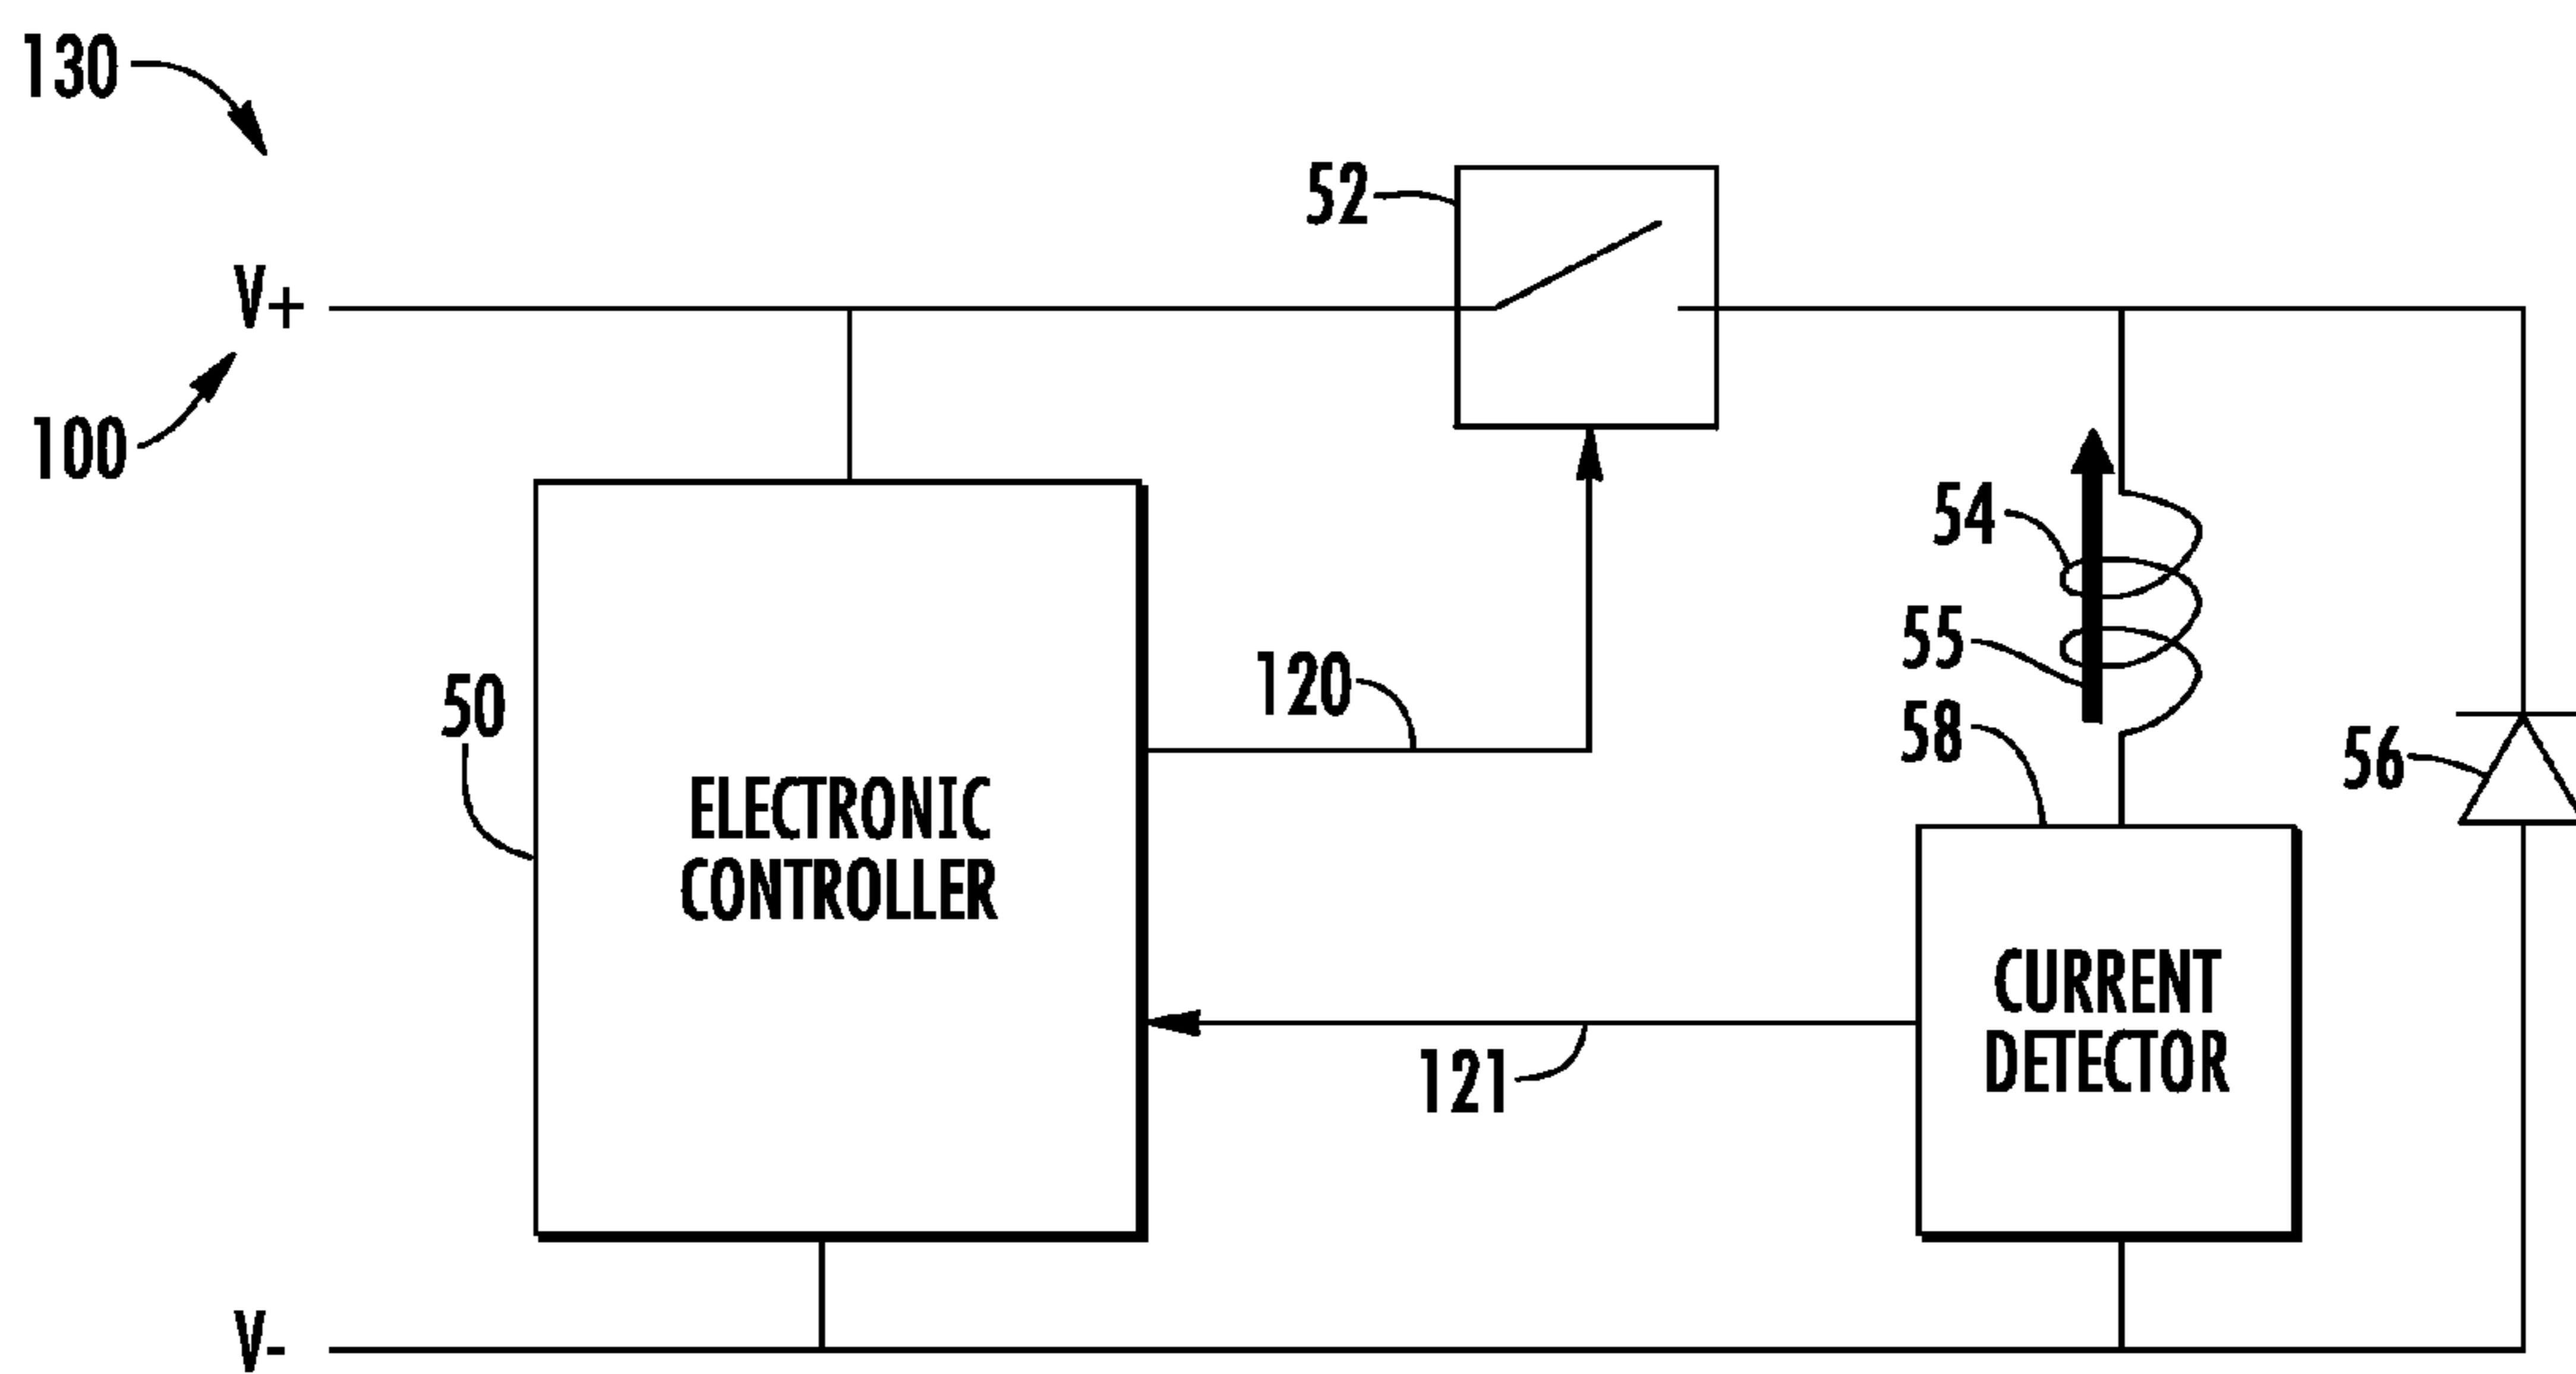 130
52
V+
100
54
55
120
50
58
56
ELECTRONIC
CONTROLLER
CURRENT
DETECTOR
121
V-